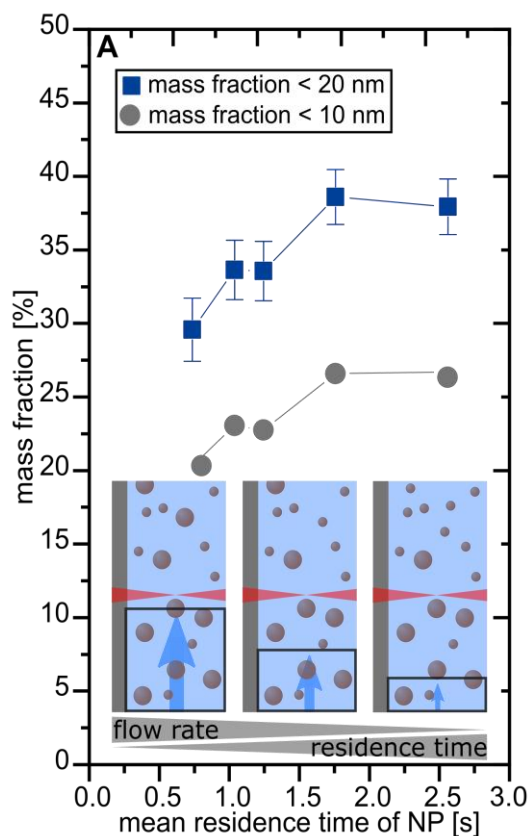 A
mass fraction < 20 nm
mass fraction < 10 nm
mass fraction [%]
50
45
40
35
30
25
20
15
10
5
0
flow rate
residence time
0.0 0.5 1.0 1.5 2.0 2.5 3.0
mean residence time of NP [s]